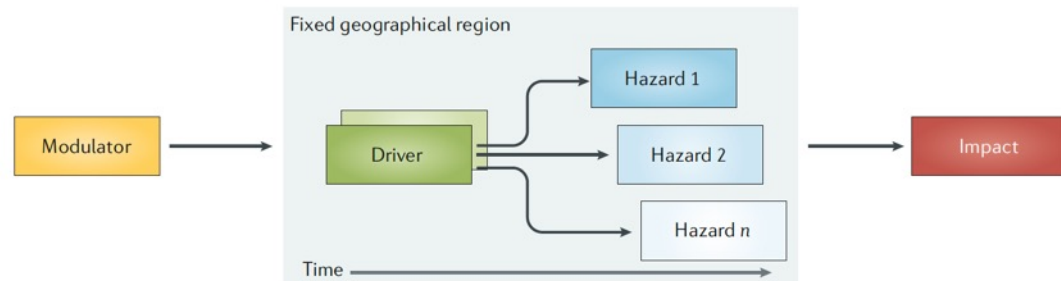 Fixed geographical region
Modulator
Driver
Hazard 1
Hazard 2
Hazard n
Impact
Time